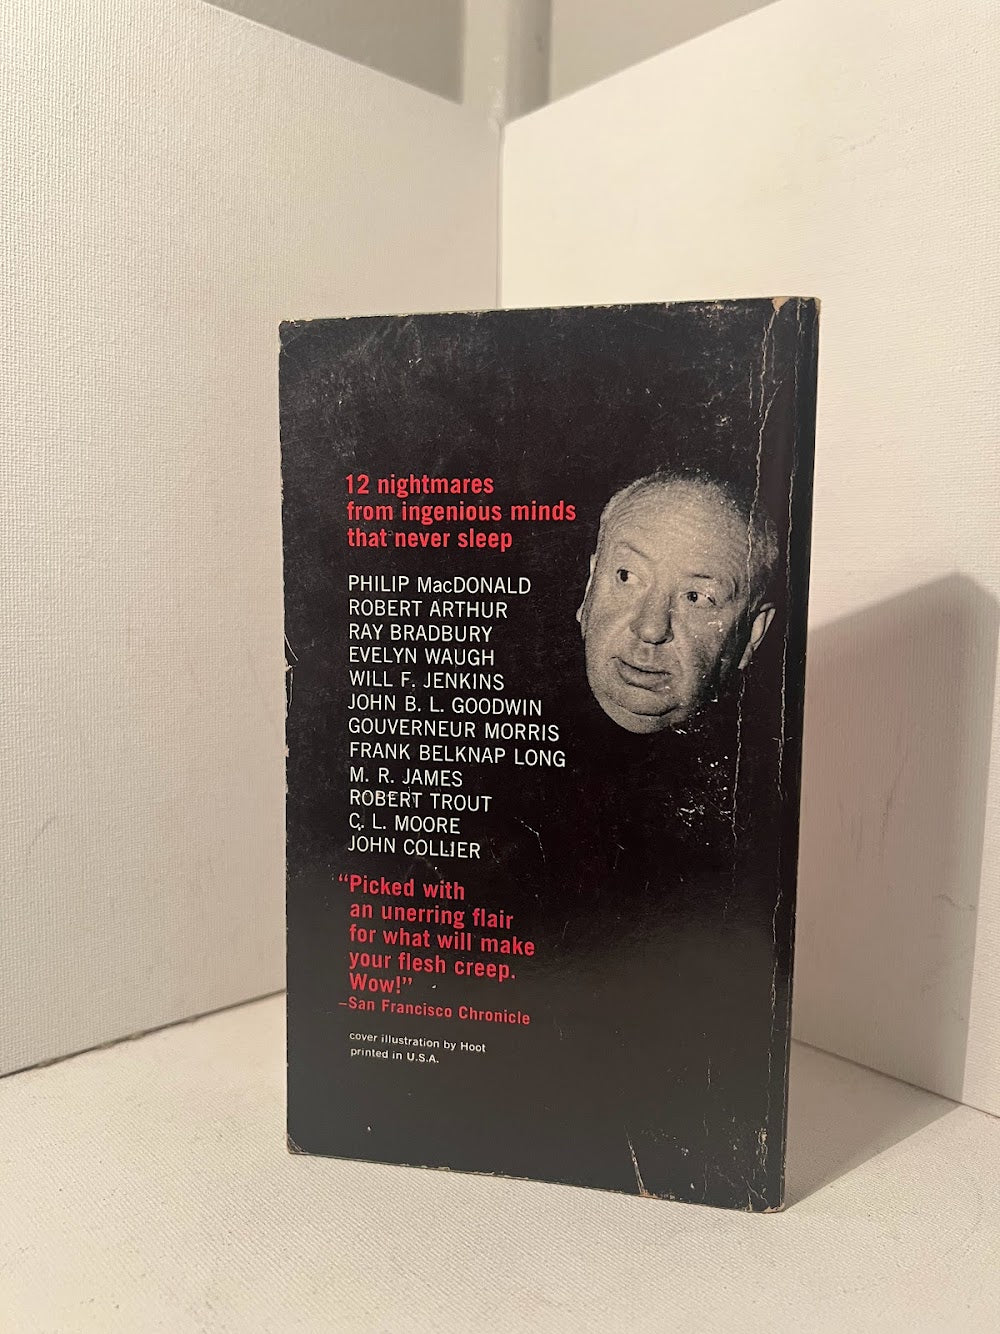 12 nightmares
from ingenious minds
that never sleep
PHILIP MacDONALD
ROBERT ARTHUR
RAY BRADBURY
EVELYN WAUGH
WILL F. JENKINS
JOHN B. L. GOODWIN
GOUVERNEUR MORRIS
FRANK BELKNAP LONG
M. R. JAMES
ROBERT TROUT
C. L. MOORE
JOHN COLLIER
“Picked with
an unerring flair
for what will make
your flesh creep.
Wow!”
–San Francisco Chronicle
cover illustration by Hoot
printed in U.S.A.